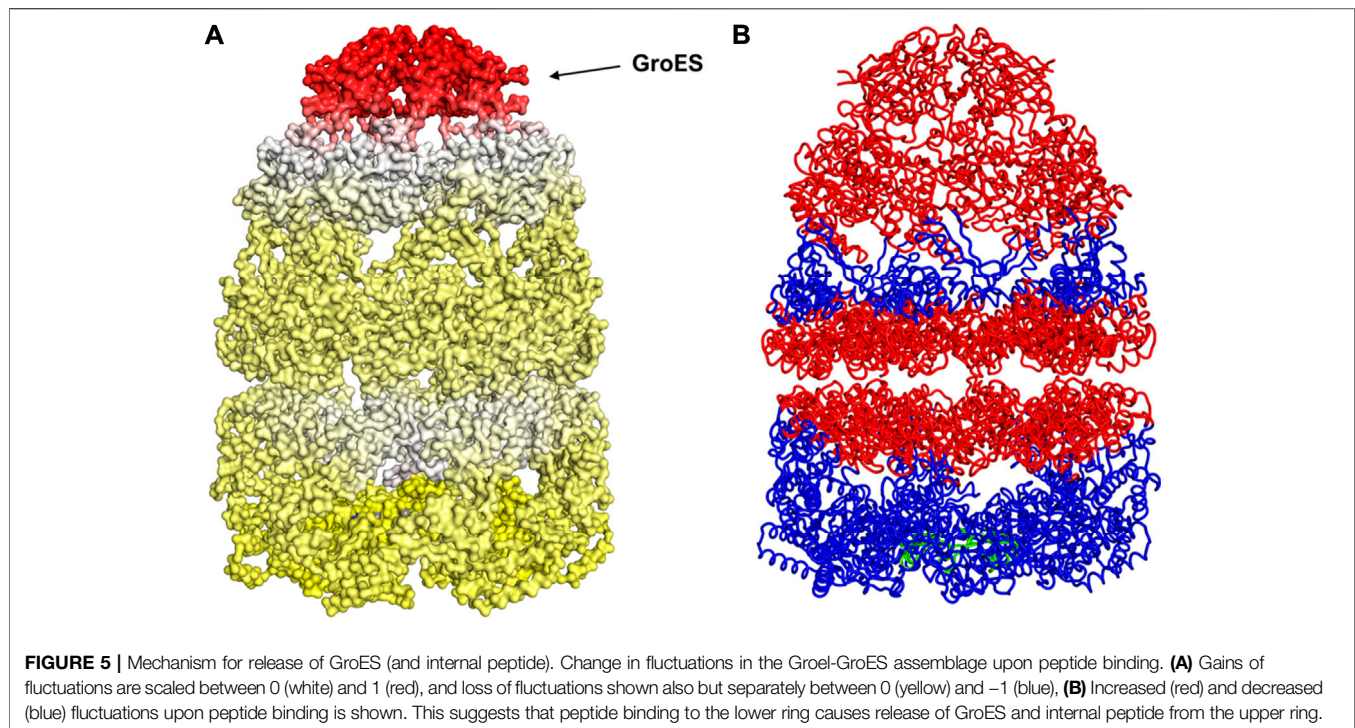 A
B
GroES
FIGURE 5 | Mechanism for release of GroES (and internal peptide). Change in fluctuations in the Groel-GroES assemblage upon peptide binding. (A) Gains of
fluctuations are scaled between 0 (white) and 1 (red), and loss of fluctuations shown also but separately between 0 (yellow) and −1 (blue), (B) Increased (red) and decreased
(blue) fluctuations upon peptide binding is shown. This suggests that peptide binding to the lower ring causes release of GroES and internal peptide from the upper ring.